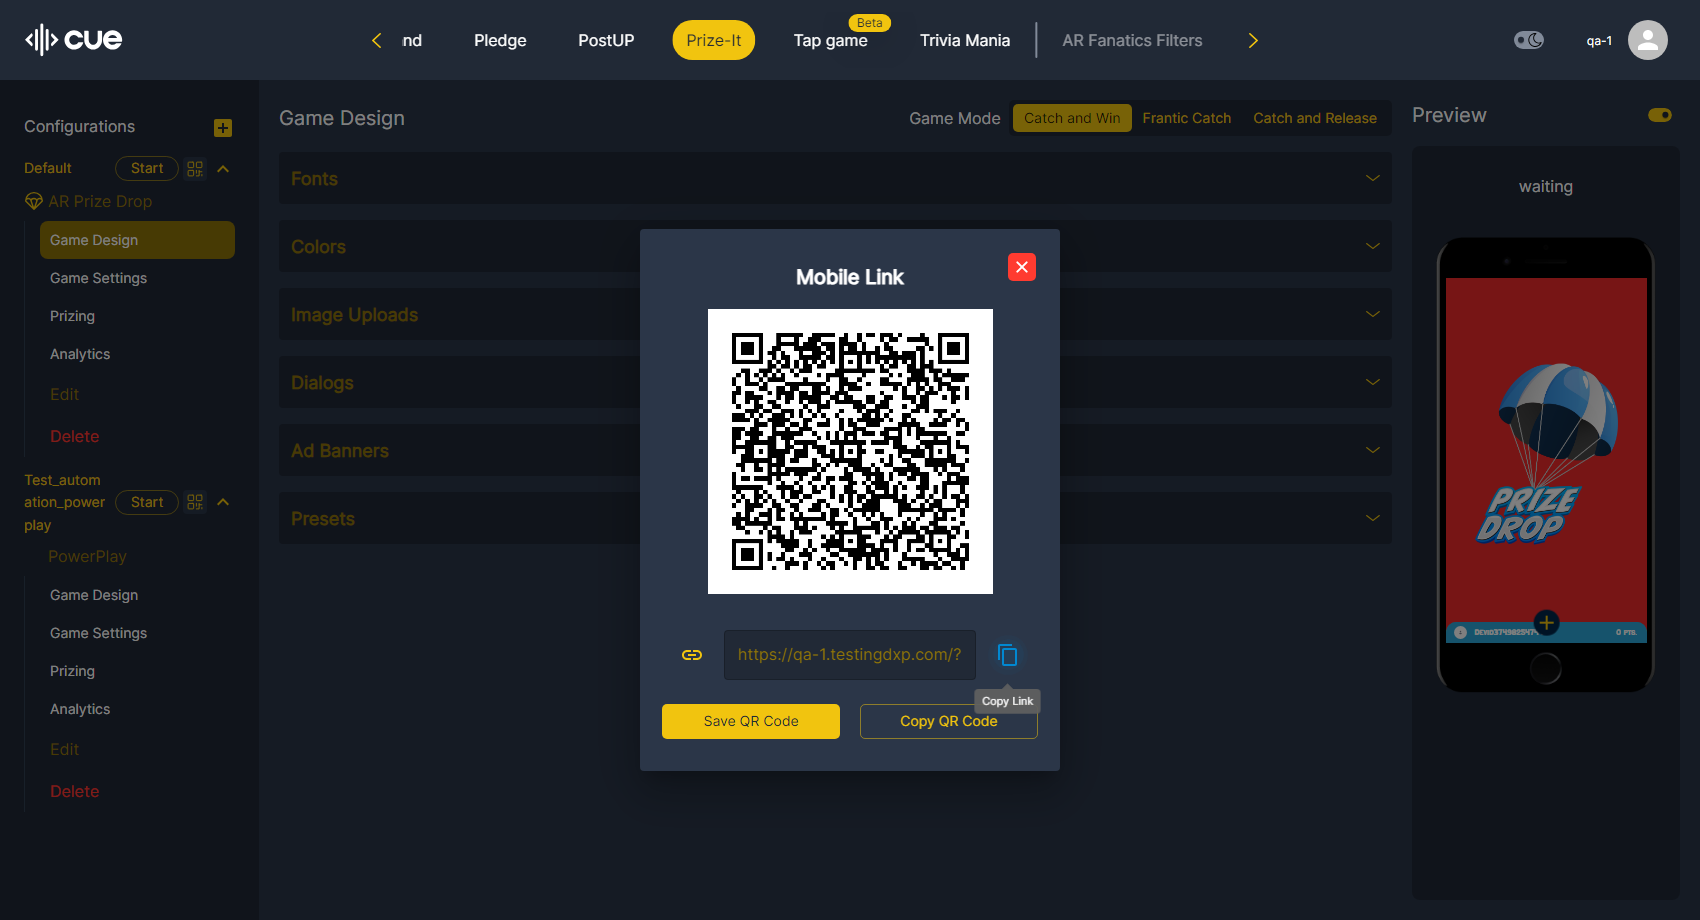 cue
nd
Pledge
PostUP
Prize-It
Beta
Tap game
Trivia Mania
AR Fanatics Filters
qa-1
Configurations
Default
Start
AR Prize Drop
Game Design
Game Settings
Prizing
Analytics
Edit
Delete
Test_autom
ation_power
play
Start
PowerPlay
Game Design
Game Settings
Prizing
Analytics
Edit
Delete
Game Design
Game Mode
Catch and Win
Frantic Catch
Catch and Release
Fonts
Colors
Image Uploads
Dialogs
Ad Banners
Presets
Mobile Link
https://qa-1.testingdxp.com/?
Copy Link
Save QR Code
Copy QR Code
Preview
waiting
PRIZE
DROP
0 PTS.